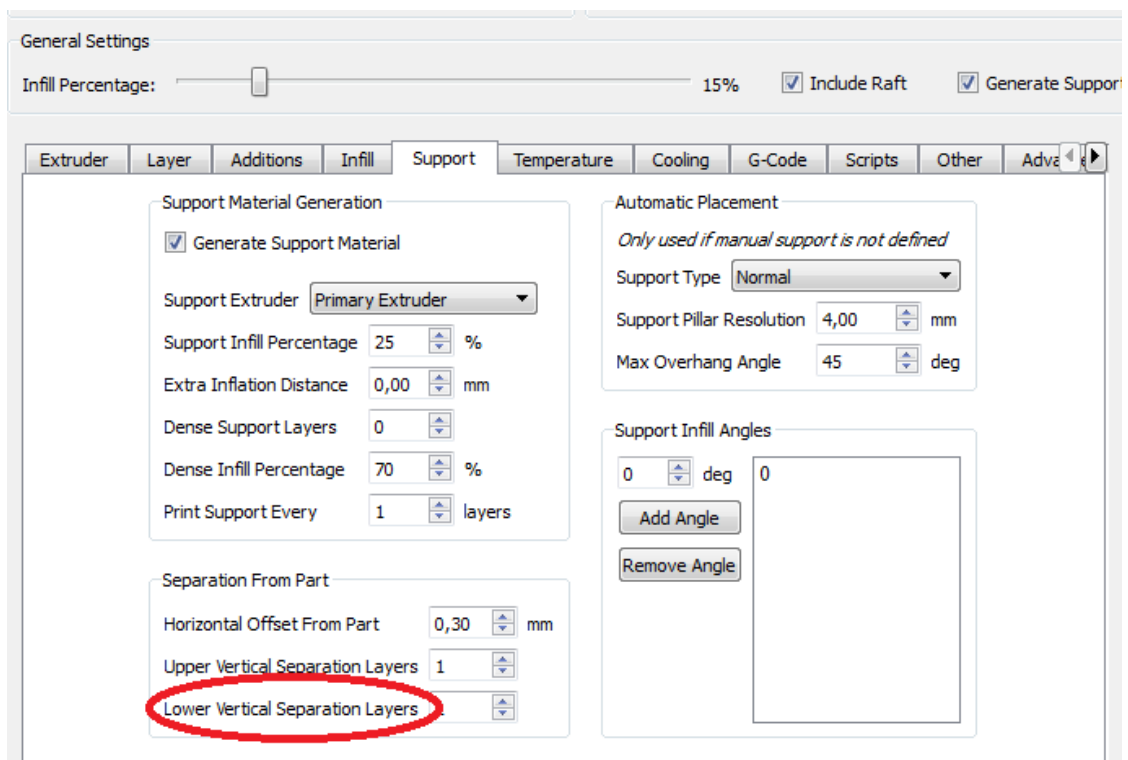 General Settings
Infill Percentage: 15% Include Raft Generate Support
Extruder Layer Additions Infill Support Temperature Cooling G-Code Scripts Other
Support Material Generation
Generate Support Material
Support Extruder Primary Extruder
Support Infill Percentage 25 %
Extra Inflation Distance 0,00 mm
Dense Support Layers 0
Dense Infill Percentage 70 %
Print Support Every 1 layers
Separation From Part
Horizontal Offset From Part 0,30 mm
Upper Vertical Separation Layers 1
Lower Vertical Separation Layers
Automatic Placement
Only used if manual support is not defined
Support Type Normal
Support Pillar Resolution 4,00 mm
Max Overhang Angle 45 deg
Support Infill Angles
0 deg 0
Add Angle
Remove Angle